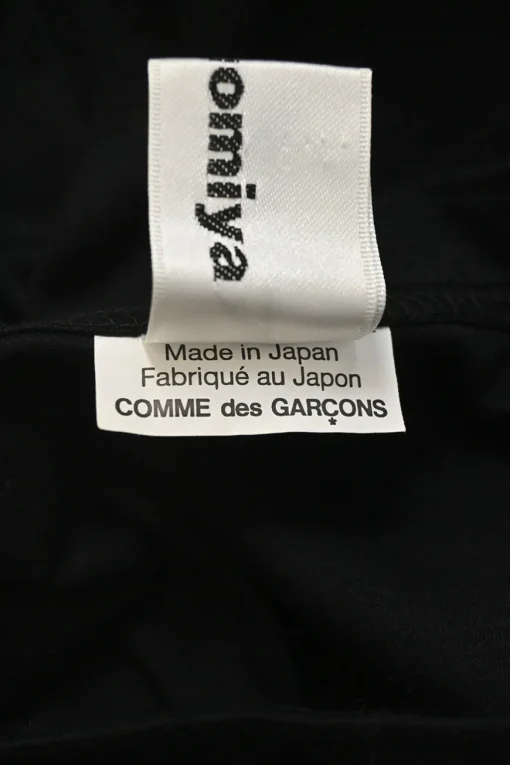 omiya
Made in Japan
Fabriqué au Japon
COMME des GARÇONS